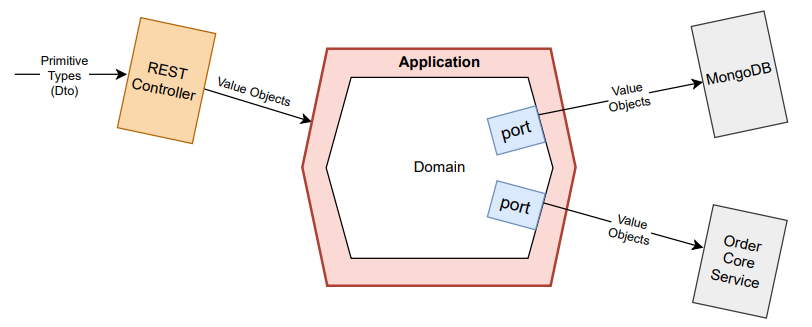 Primitive
Types
(Dto)
REST
Controller
Value Objects
Application
Domain
port
port
Value
Objects
MongoDB
Value
Objects
Order
Core
Service